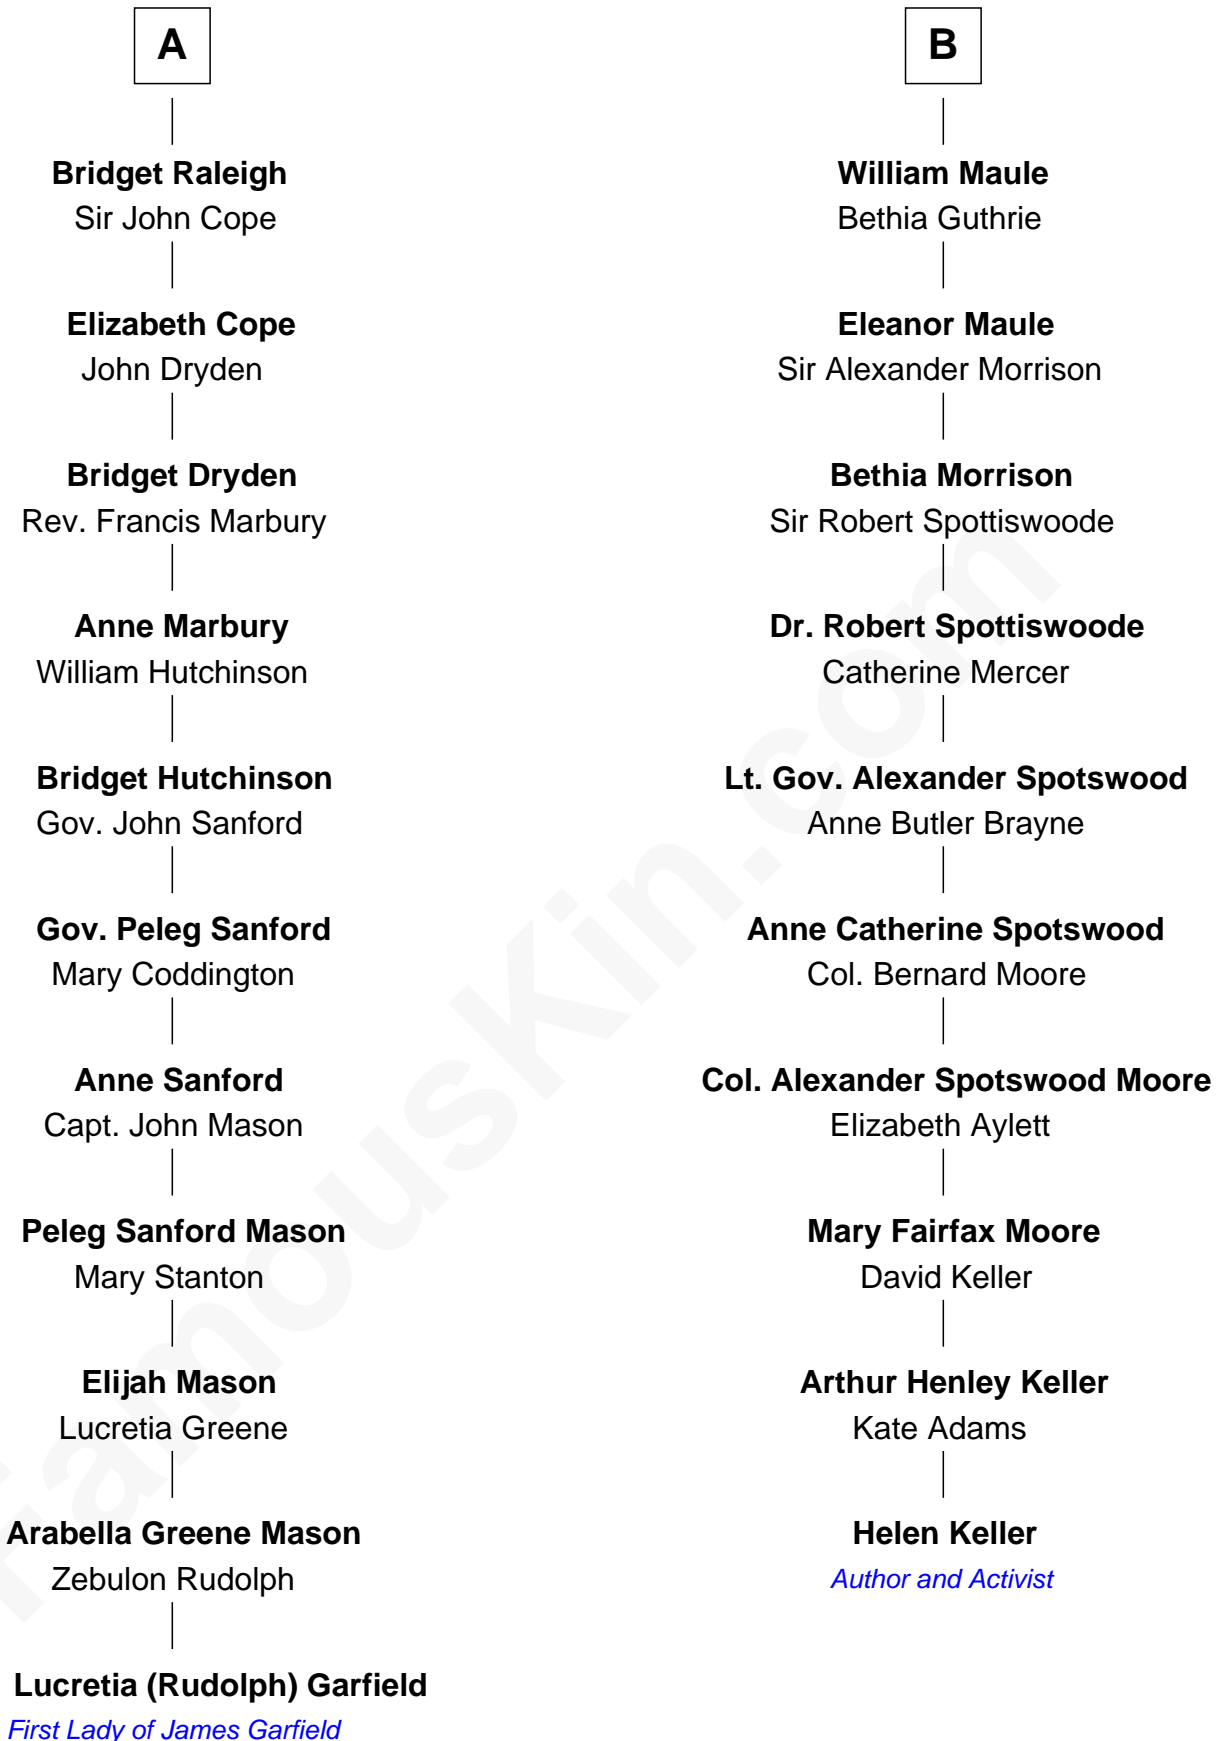 A
Bridget Raleigh
Sir John Cope
Elizabeth Cope
John Dryden
Bridget Dryden
Rev. Francis Marbury
Anne Marbury
William Hutchinson
Bridget Hutchinson
Gov. John Sanford
Gov. Peleg Sanford
Mary Coddington
Anne Sanford
Capt. John Mason
Peleg Sanford Mason
Mary Stanton
Elijah Mason
Lucretia Greene
Arabella Greene Mason
Zebulon Rudolph
Lucretia (Rudolph) Garfield
First Lady of James Garfield
B
William Maule
Bethia Guthrie
Eleanor Maule
Sir Alexander Morrison
Bethia Morrison
Sir Robert Spottiswoode
Dr. Robert Spottiswoode
Catherine Mercer
Lt. Gov. Alexander Spotswood
Anne Butler Brayne
Anne Catherine Spotswood
Col. Bernard Moore
Col. Alexander Spotswood Moore
Elizabeth Aylett
Mary Fairfax Moore
David Keller
Arthur Henley Keller
Kate Adams
Helen Keller
Author and Activist
FamousKin.com